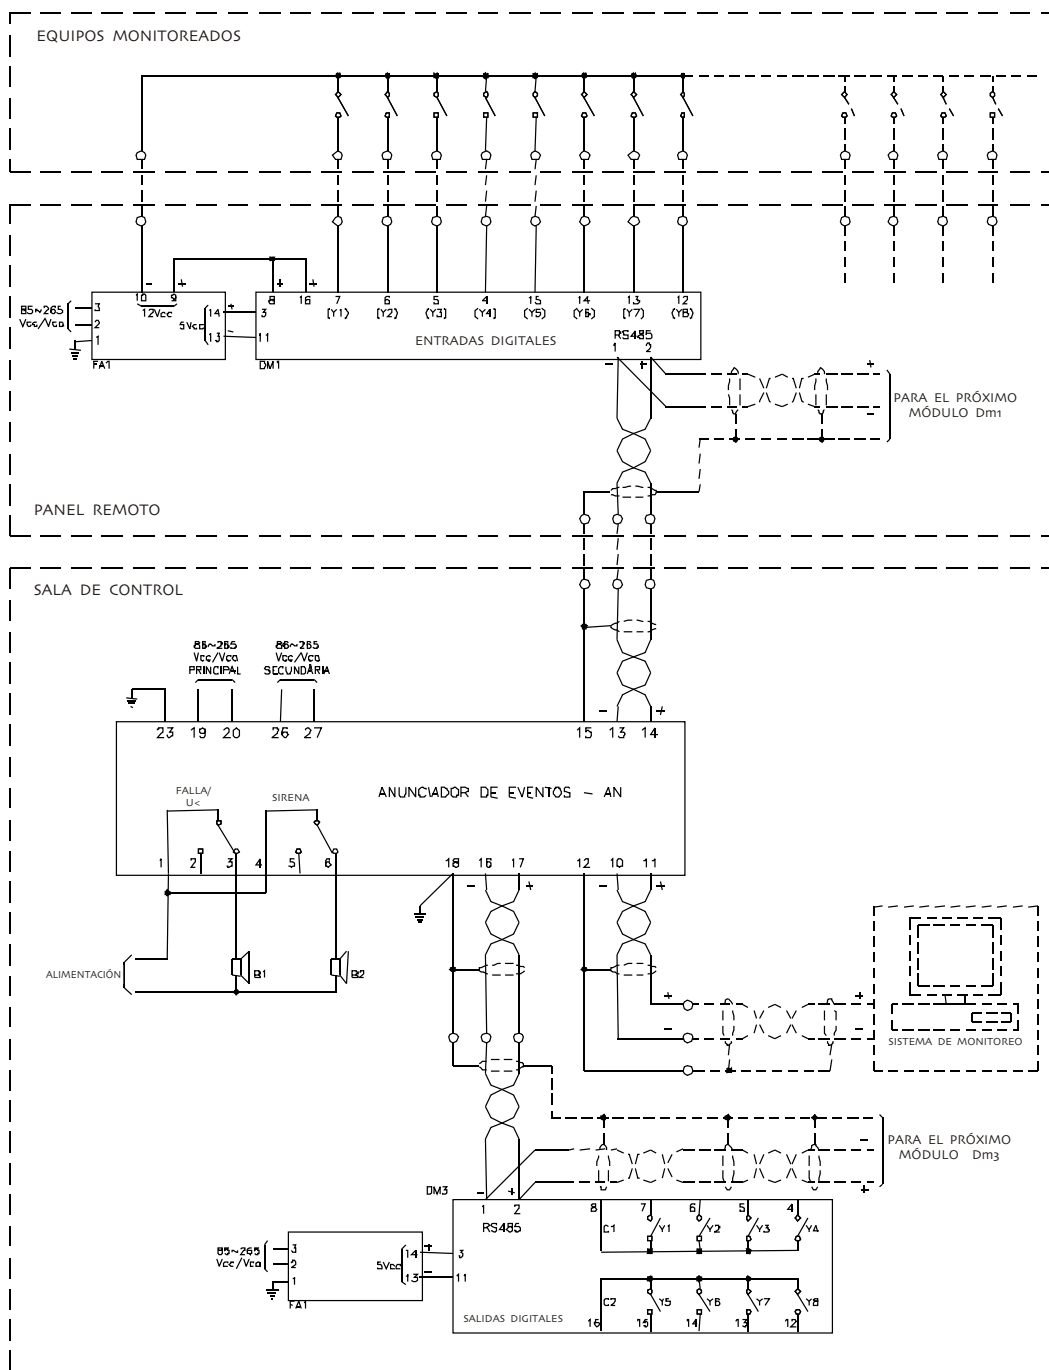 EQUIPOS MONITOREADOS
10 9 8 16 7 6 5 4 15 14 13 12
- + + +
(Y1) (Y2) (Y3) (Y4) (Y5) (Y6) (Y7) (Y8)
85~265
Vcc/Vca
3
2
1
12Vcc
5Vcc
14
13
+
-
3
11
ENTRADAS DIGITALES
RS485
1 2
- +
FA1
DM1
+
-
PARA EL PRÓXIMO
MÓDULO Dm1
PANEL REMOTO
SALA DE CONTROL
85~265
Vcc/Vca
PRINCIPAL
85~265
Vcc/Vca
SECUNDÁRIA
- +
23 19 20 26 27 15 13 14
FALLA/
U<
SIRENA
ANUNCIADOR DE EVENTOS - AN
1 2 3 4 5 6 18 16 17 12 10 11
- + - +
ALIMENTACIÓN
B1
B2
+ +
- -
SISTEMA DE MONITOREO
-
+
PARA EL PRÓXIMO
MÓDULO Dm3
DM3
- +
1 2
RS485
8 7 6 5 4
C1 Y1 Y2 Y3 Y4
85~265
Vcc/Vca
3
2
1
5Vcc
14
13
+
-
3
11
FA1
C2 Y5 Y6 Y7 Y8
16 15 14 13 12
SALIDAS DIGITALES